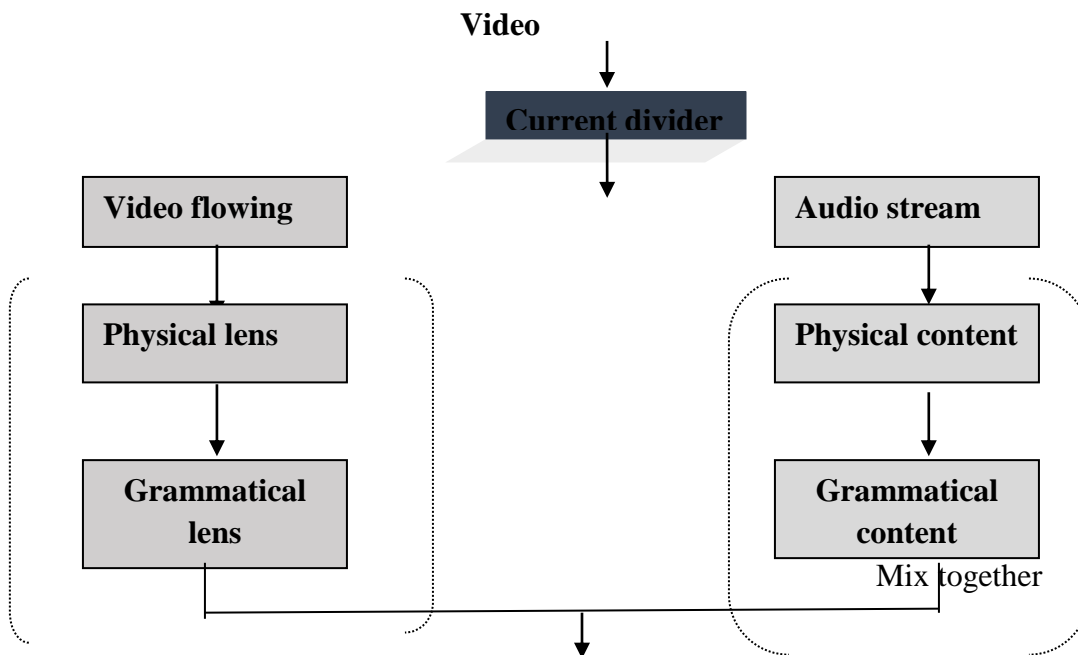 Video
Current divider
Video flowing
Audio stream
Physical lens
Physical content
Grammatical
lens
Grammatical
content
Mix together